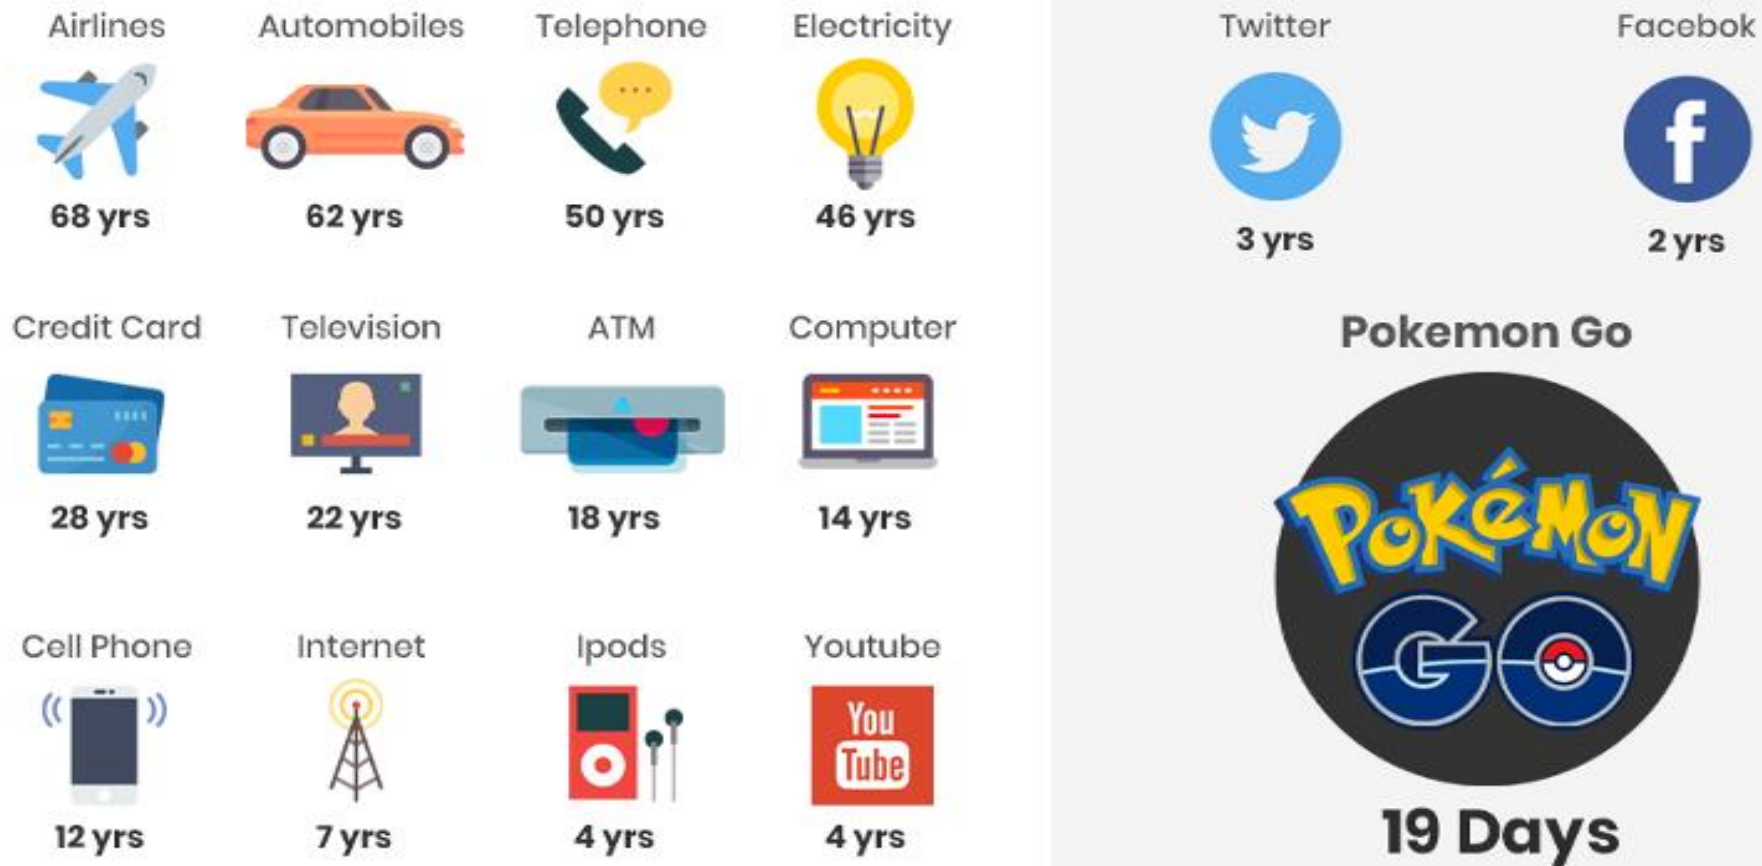 Airlines Automobiles Telephone Electricity
68 yrs 62 yrs 50 yrs 46 yrs
Credit Card Television ATM Computer
28 yrs 22 yrs 18 yrs 14 yrs
Cell Phone Internet Ipods Youtube
You
Tube
12 yrs 7 yrs 4 yrs 4 yrs
Twitter Facebok
f
3 yrs 2 yrs
Pokemon Go
POKéMON
GO
19 Days